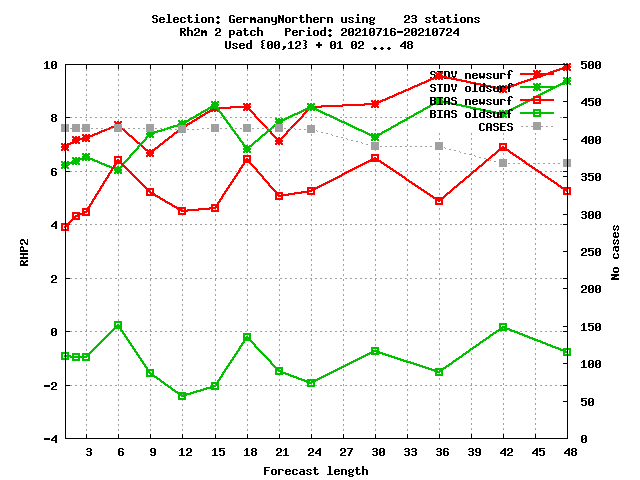 Selection: GermanyNorthern using    23 stations
Rh2m 2 patch   Period: 20210716-20210724
Used {00,12} + 01 02 ... 48
10
8
6
4
2
0
-2
-4
RHP2
500
450
400
350
300
250
200
150
100
50
0
No cases
STDV newsurf
STDV oldsurf
BIAS newsurf
BIAS oldsurf
CASES
3 6 9 12 15 18 21 24 27 30 33 36 39 42 45 48
Forecast length